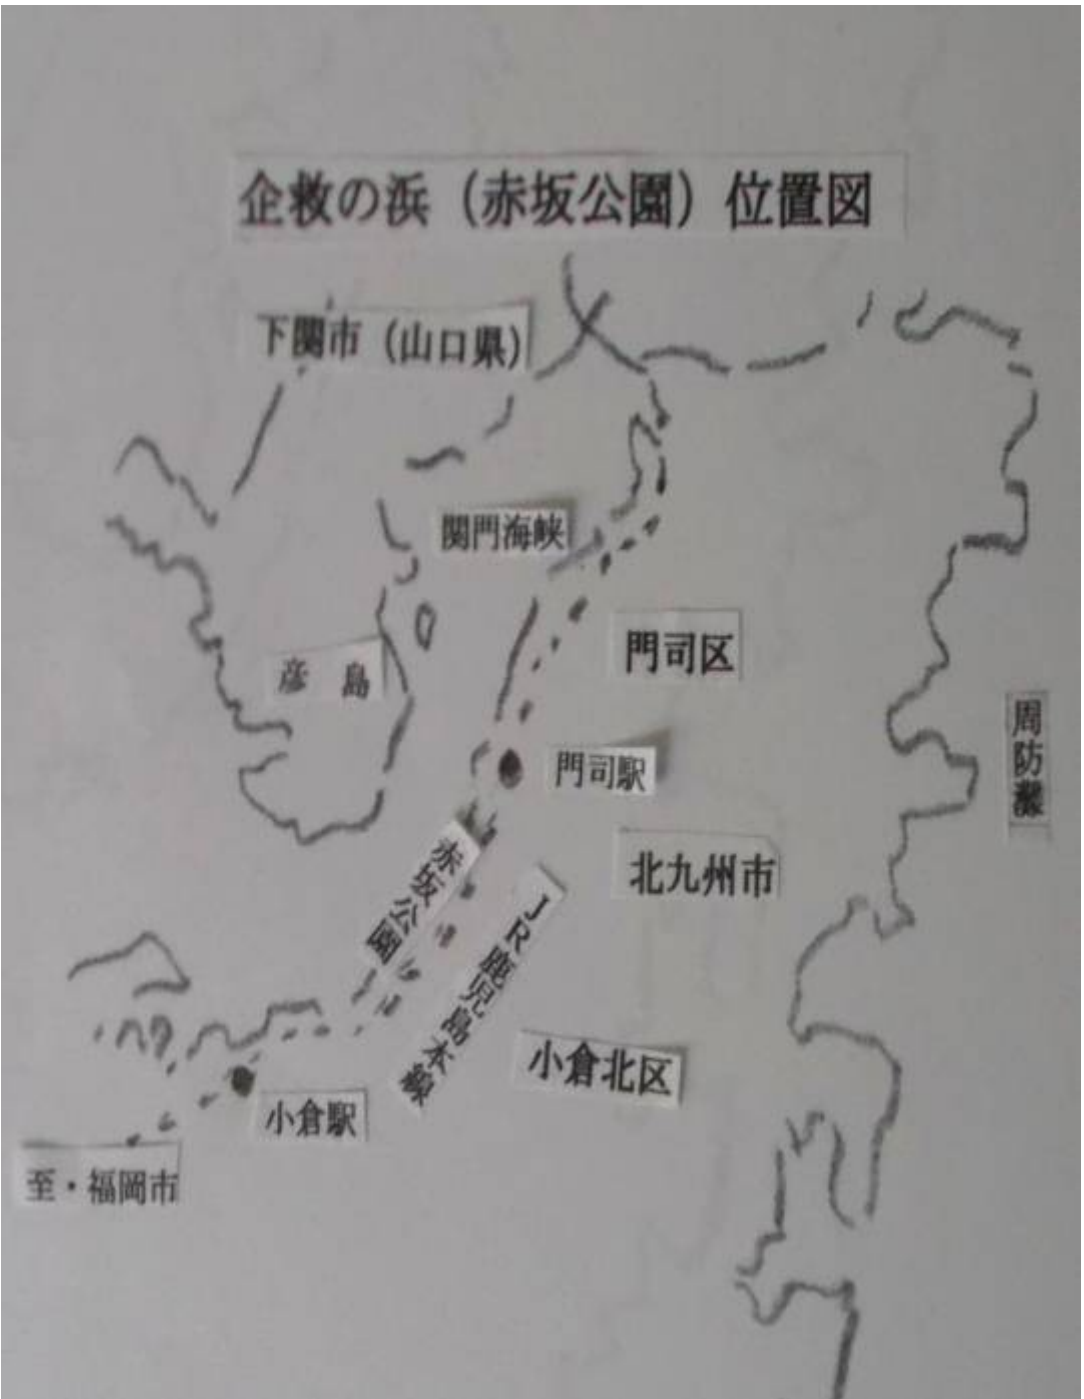 企救の浜（赤坂公園）位置図
下関市（山口県）
関門海峡
門司区
彦 島
周防灘
門司駅
赤坂公園
北九州市
JR鹿児島本線
小倉北区
小倉駅
至・福岡市